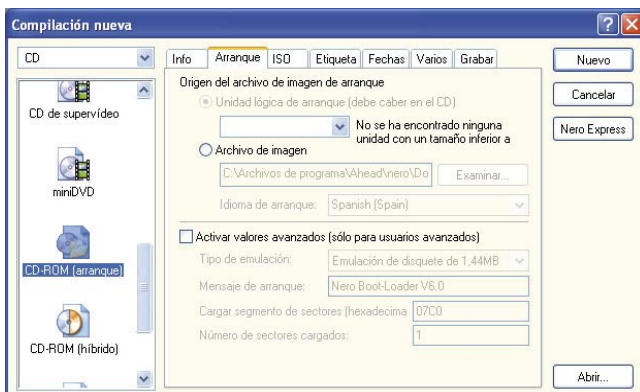 Compilación nueva
CD
CD de supervídeo
miniDVD
CD-ROM (arranque)
CD-ROM (híbrido)
Info
Arranque
ISO
Etiqueta
Fechas
Varios
Grabar
Origen del archivo de imagen de arranque
Unidad lógica de arranque (debe caber en el CD)
No se ha encontrado ninguna
unidad con un tamaño inferior a
Archivo de imagen
C:\Archivos de programa\Ahead\nero\Do
Examinar...
Idioma de arranque:
Spanish (Spain)
Activar valores avanzados (sólo para usuarios avanzados)
Tipo de emulación:
Emulación de disquete de 1,44MB
Mensaje de arranque:
Nero Boot-Loader V6.0
Cargar segmento de sectores (hexadecima
07C0
Número de sectores cargados:
1
Nuevo
Cancelar
Nero Express
Abrir...